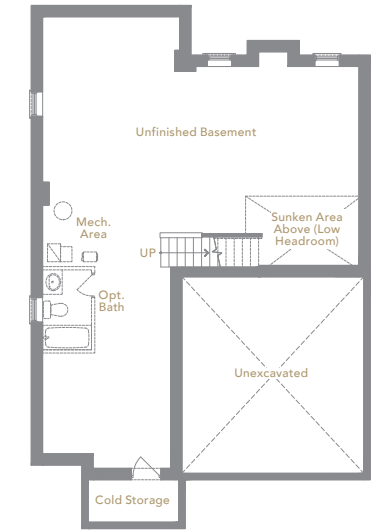 Unfinished Basement
Sunken Area
Above (Low
Headroom)
Mech.
Area
UP
Opt.
Bath
Unexcavated
Cold Storage